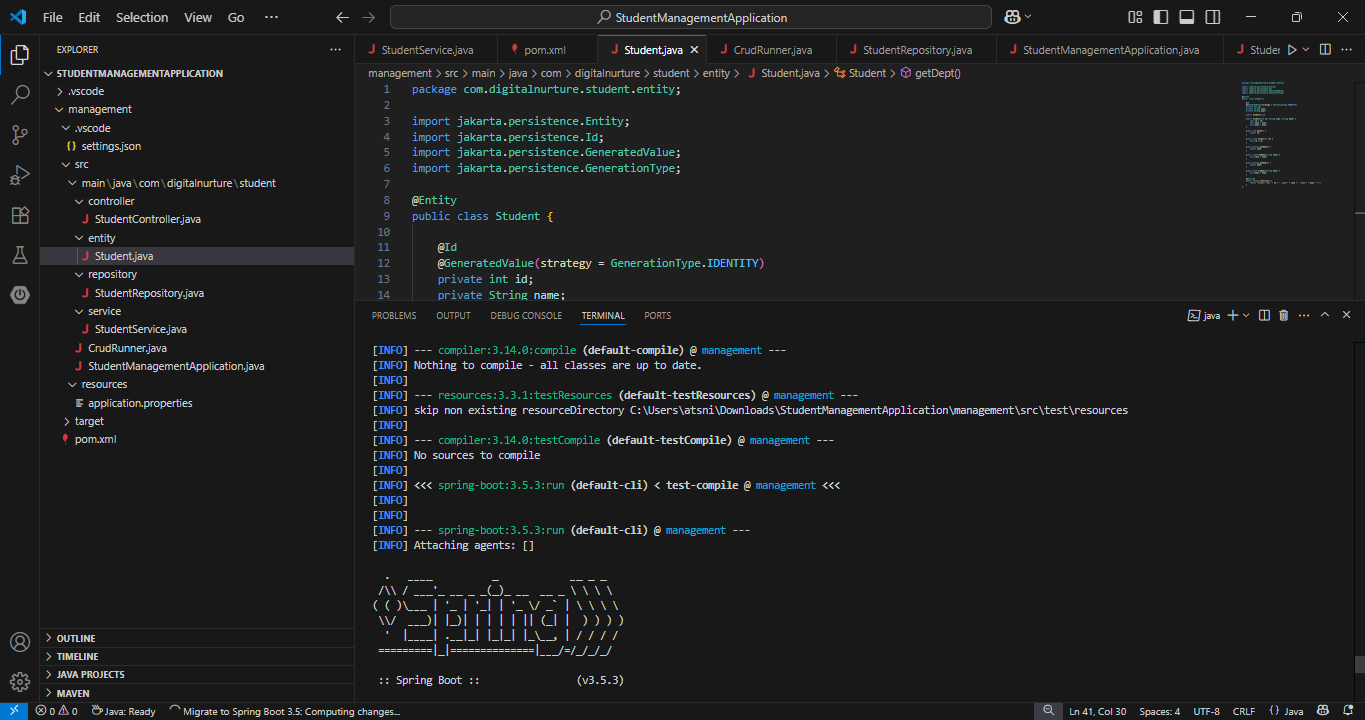 File Edit Selection View Go ··· StudentManagementApplication
EXPLORER ···
STUDENTMANAGEMENTAPPLICATION
.vscode
management
.vscode
{} settings.json
src
main\java\com\digitalnurture\student
controller
J StudentController.java
entity
J Student.java
repository
J StudentRepository.java
service
J StudentService.java
J CrudRunner.java
J StudentManagementApplication.java
resources
application.properties
target
pom.xml
OUTLINE
TIMELINE
JAVA PROJECTS
MAVEN
J StudentService.java pom.xml J Student.java × J CrudRunner.java J StudentRepository.java J StudentManagementApplication.java J Studer ···
management > src > main > java > com > digitalnurture > student > entity > J Student.java > Student > getDept()
1 package com.digitalnurture.student.entity;
2
3 import jakarta.persistence.Entity;
4 import jakarta.persistence.Id;
5 import jakarta.persistence.GeneratedValue;
6 import jakarta.persistence.GenerationType;
7
8 @Entity
9 public class Student {
10
11 @Id
12 @GeneratedValue(strategy = GenerationType.IDENTITY)
13 private int id;
14 private String name;
PROBLEMS OUTPUT DEBUG CONSOLE TERMINAL PORTS java
[INFO] --- compiler:3.14.0:compile (default-compile) @ management ---
[INFO] Nothing to compile - all classes are up to date.
[INFO]
[INFO] --- resources:3.3.1:testResources (default-testResources) @ management ---
[INFO] skip non existing resourceDirectory C:\Users\atsni\Downloads\StudentManagementApplication\management\src\test\resources
[INFO]
[INFO] --- compiler:3.14.0:testCompile (default-testCompile) @ management ---
[INFO] No sources to compile
[INFO]
[INFO] <<< spring-boot:3.5.3:run (default-cli) < test-compile @ management <<<
[INFO]
[INFO]
[INFO] --- spring-boot:3.5.3:run (default-cli) @ management ---
[INFO] Attaching agents: []
  .   ____          _            __ _ _
 /\\ / ___'_ __ _ _(_)_ __  __ _ \ \ \ \
( ( )\___ | '_ | '_| | '_ \/ _` | \ \ \ \
 \\/  ___)| |_)| | | | | || (_| |  ) ) ) )
  '  |____| .__|_| |_|_| |_\__, | / / / /
 =========|_|==============|___/=/_/_/_/
:: Spring Boot :: (v3.5.3)
0 0 Java: Ready Migrate to Spring Boot 3.5: Computing changes... Ln 41, Col 30 Spaces: 4 UTF-8 CRLF {} Java